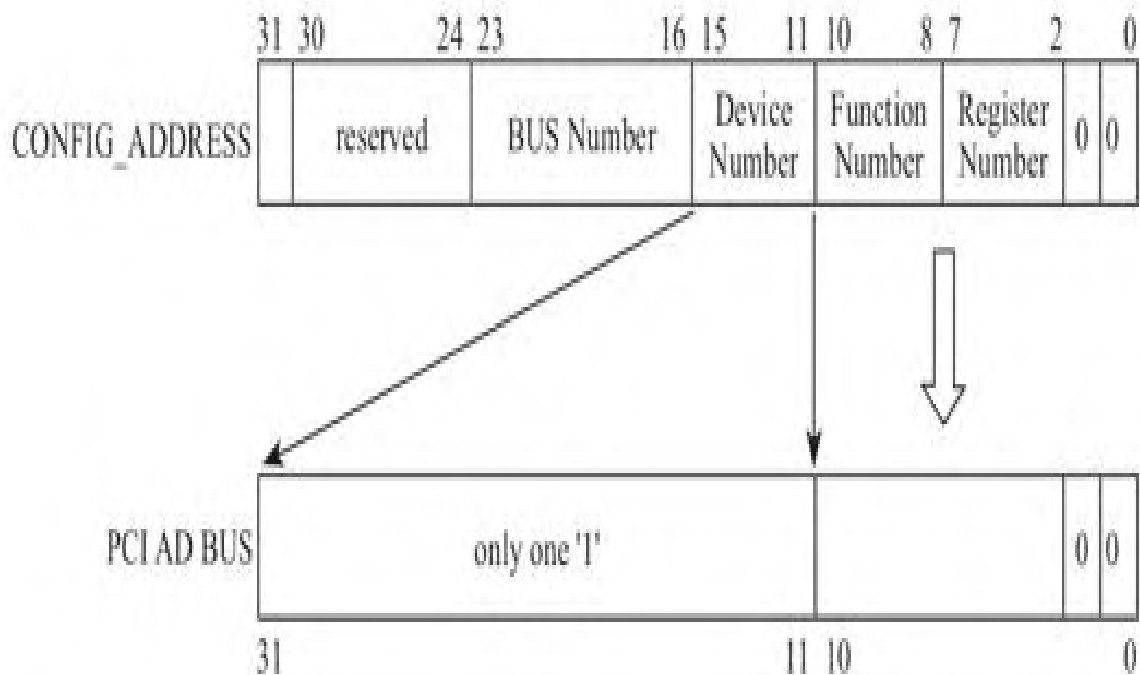 31 30 24 23 16 15 11 10 8 7 2 0
CONFIG_ADDRESS reserved BUS Number Device Number Function Number Register Number 0 0
PCI AD BUS only one '1' 0 0
31 11 10 0